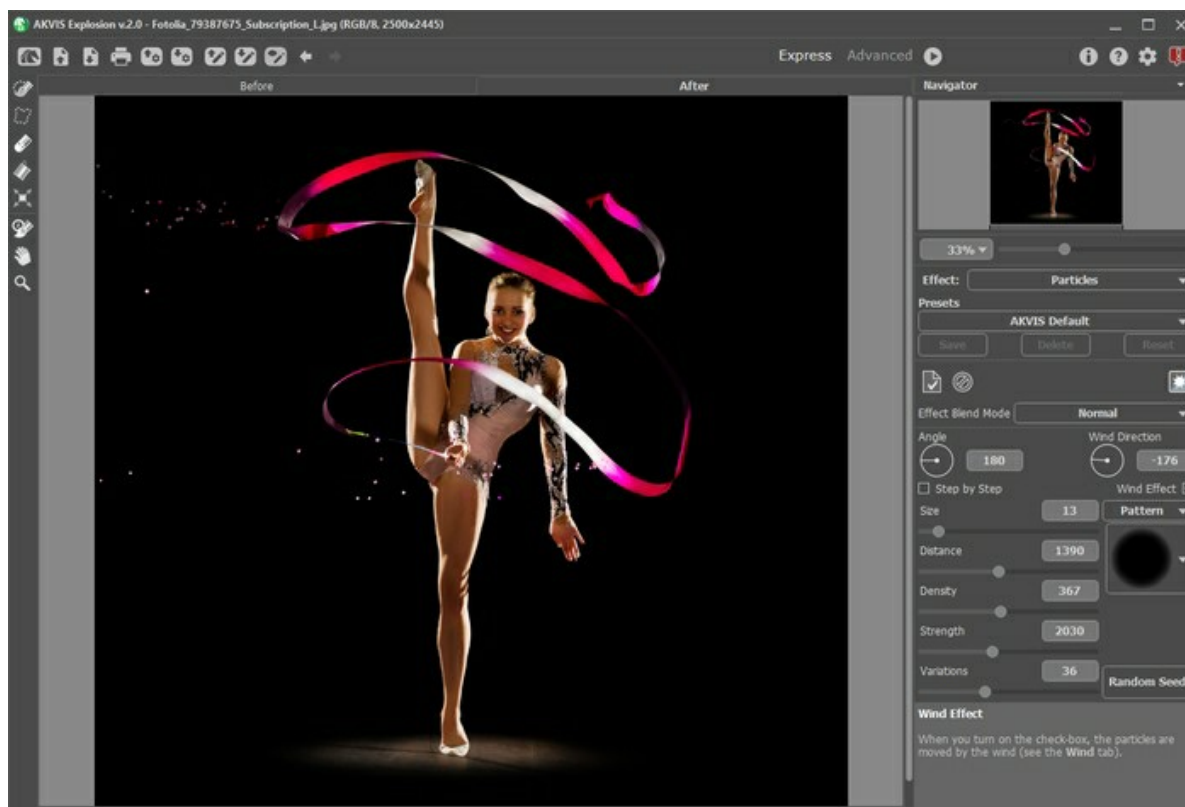 AKVIS Explosion v.2.0 - Fotolia_79387675_Subscription_L.jpg (RGB/8, 2500x2445)
Express Advanced
Before After
Navigator
33%
Effect: Particles
Presets
AKVIS Default
Save Delete Reset
Effect Blend Mode Normal
Angle Wind Direction
180 -176
Step by Step Wind Effect
Size 13 Pattern
Distance 1390
Density 367
Strength 2030
Variations 36
Random Seed
Wind Effect
When you turn on the check-box, the particles are
moved by the wind (see the Wind tab).